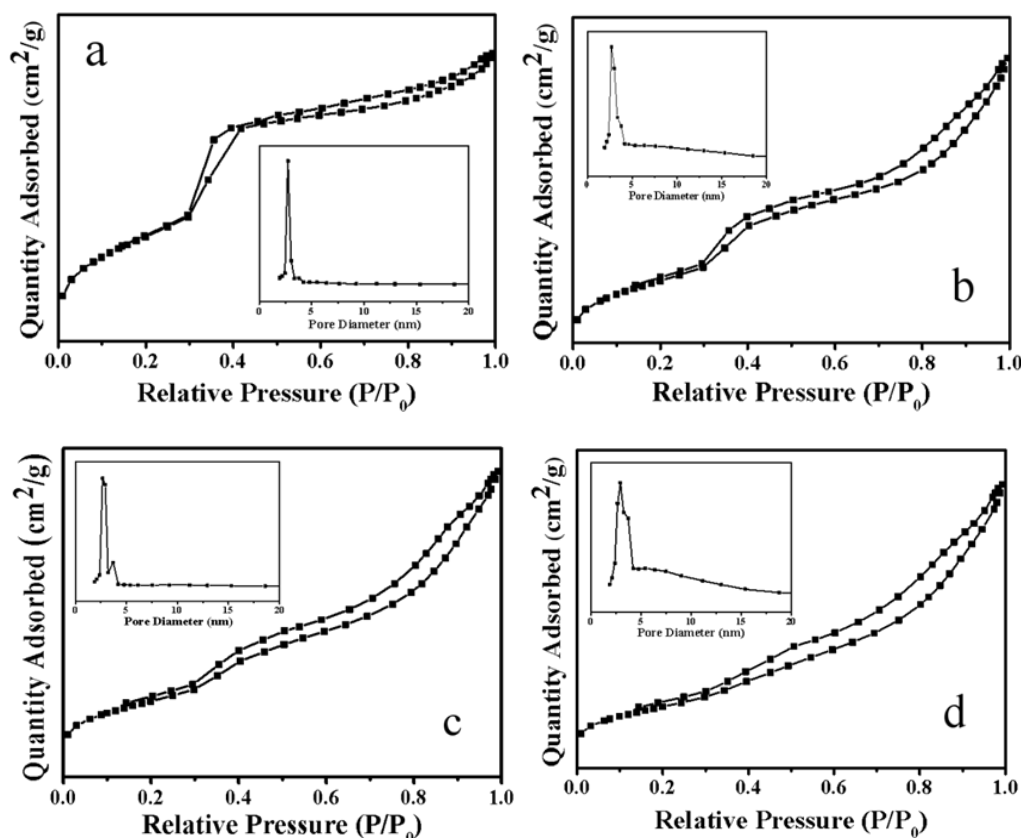 a
Quantity Adsorbed (cm²/g)
0 5 10 15 20
Pore Diameter (nm)
0.0 0.2 0.4 0.6 0.8 1.0
Relative Pressure (P/P₀)
b
Quantity Adsorbed (cm²/g)
0 5 10 15 20
Pore Diameter (nm)
0.0 0.2 0.4 0.6 0.8 1.0
Relative Pressure (P/P₀)
c
Quantity Adsorbed (cm²/g)
0 5 10 15 20
Pore Diameter (nm)
0.0 0.2 0.4 0.6 0.8 1.0
Relative Pressure (P/P₀)
d
Quantity Adsorbed (cm²/g)
0 5 10 15 20
Pore Diameter (nm)
0.0 0.2 0.4 0.6 0.8 1.0
Relative Pressure (P/P₀)